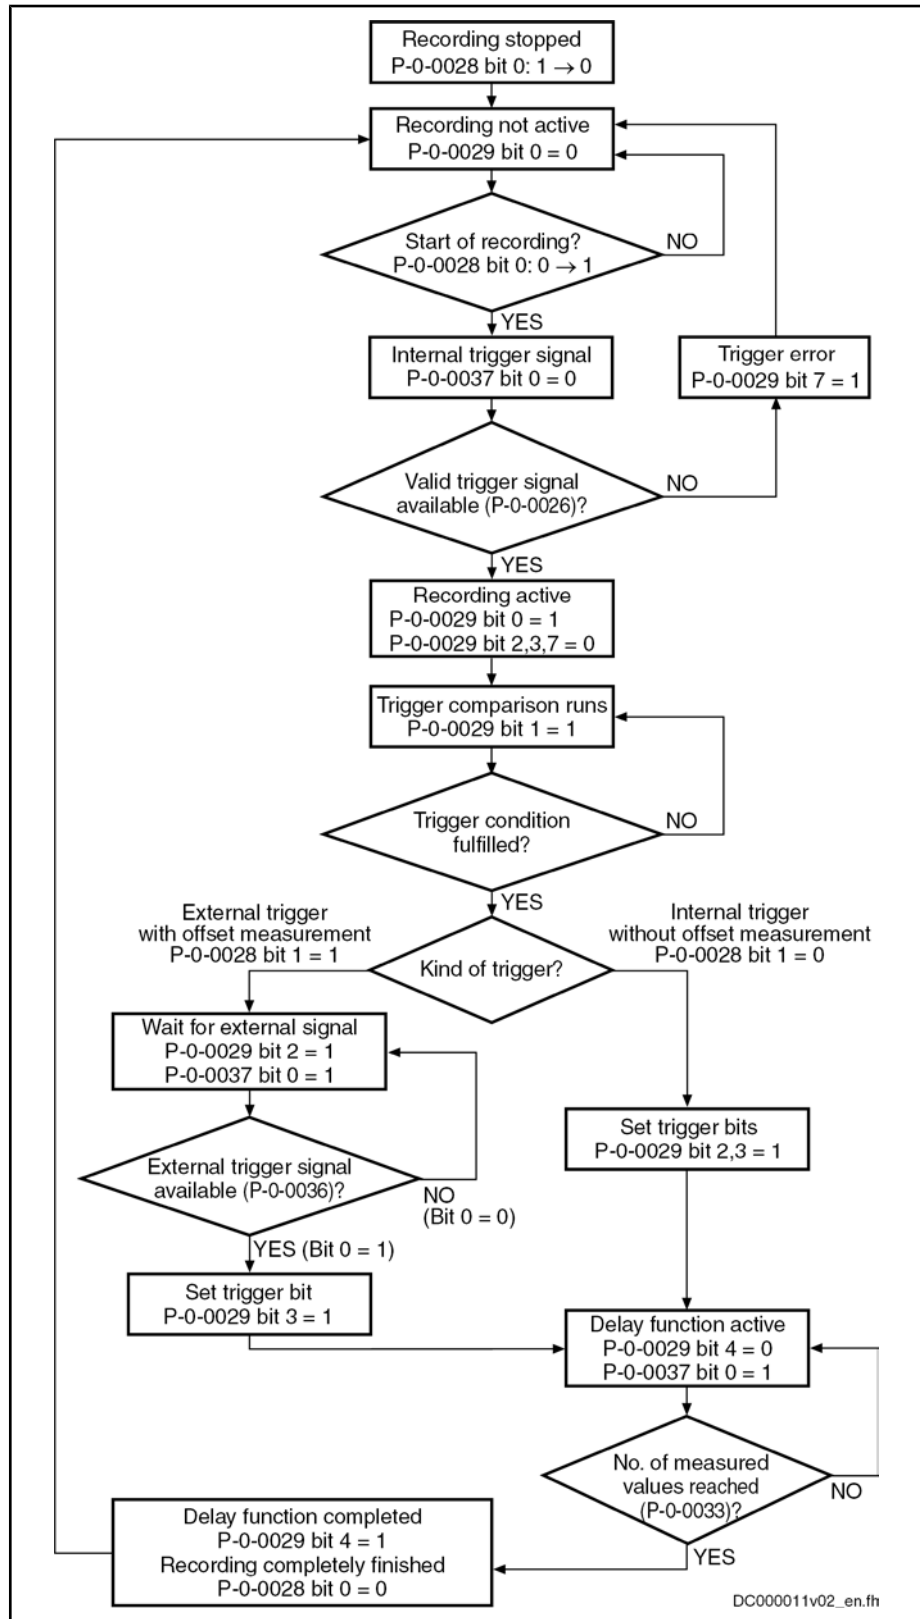 Recording stopped
P-0-0028 bit 0: 1 → 0
Recording not active
P-0-0029 bit 0 = 0
Start of recording?
P-0-0028 bit 0: 0 → 1
NO
YES
Internal trigger signal
P-0-0037 bit 0 = 0
Trigger error
P-0-0029 bit 7 = 1
Valid trigger signal
available (P-0-0026)?
NO
YES
Recording active
P-0-0029 bit 0 = 1
P-0-0029 bit 2,3,7 = 0
Trigger comparison runs
P-0-0029 bit 1 = 1
Trigger condition
fulfilled?
NO
YES
External trigger
with offset measurement
P-0-0028 bit 1 = 1
Internal trigger
without offset measurement
P-0-0028 bit 1 = 0
Kind of trigger?
Wait for external signal
P-0-0029 bit 2 = 1
P-0-0037 bit 0 = 1
Set trigger bits
P-0-0029 bit 2,3 = 1
External trigger signal
available (P-0-0036)?
NO
(Bit 0 = 0)
YES (Bit 0 = 1)
Set trigger bit
P-0-0029 bit 3 = 1
Delay function active
P-0-0029 bit 4 = 0
P-0-0037 bit 0 = 1
No. of measured
values reached
(P-0-0033)?
NO
YES
Delay function completed
P-0-0029 bit 4 = 1
Recording completely finished
P-0-0028 bit 0 = 0
DC000011v02_en.fh